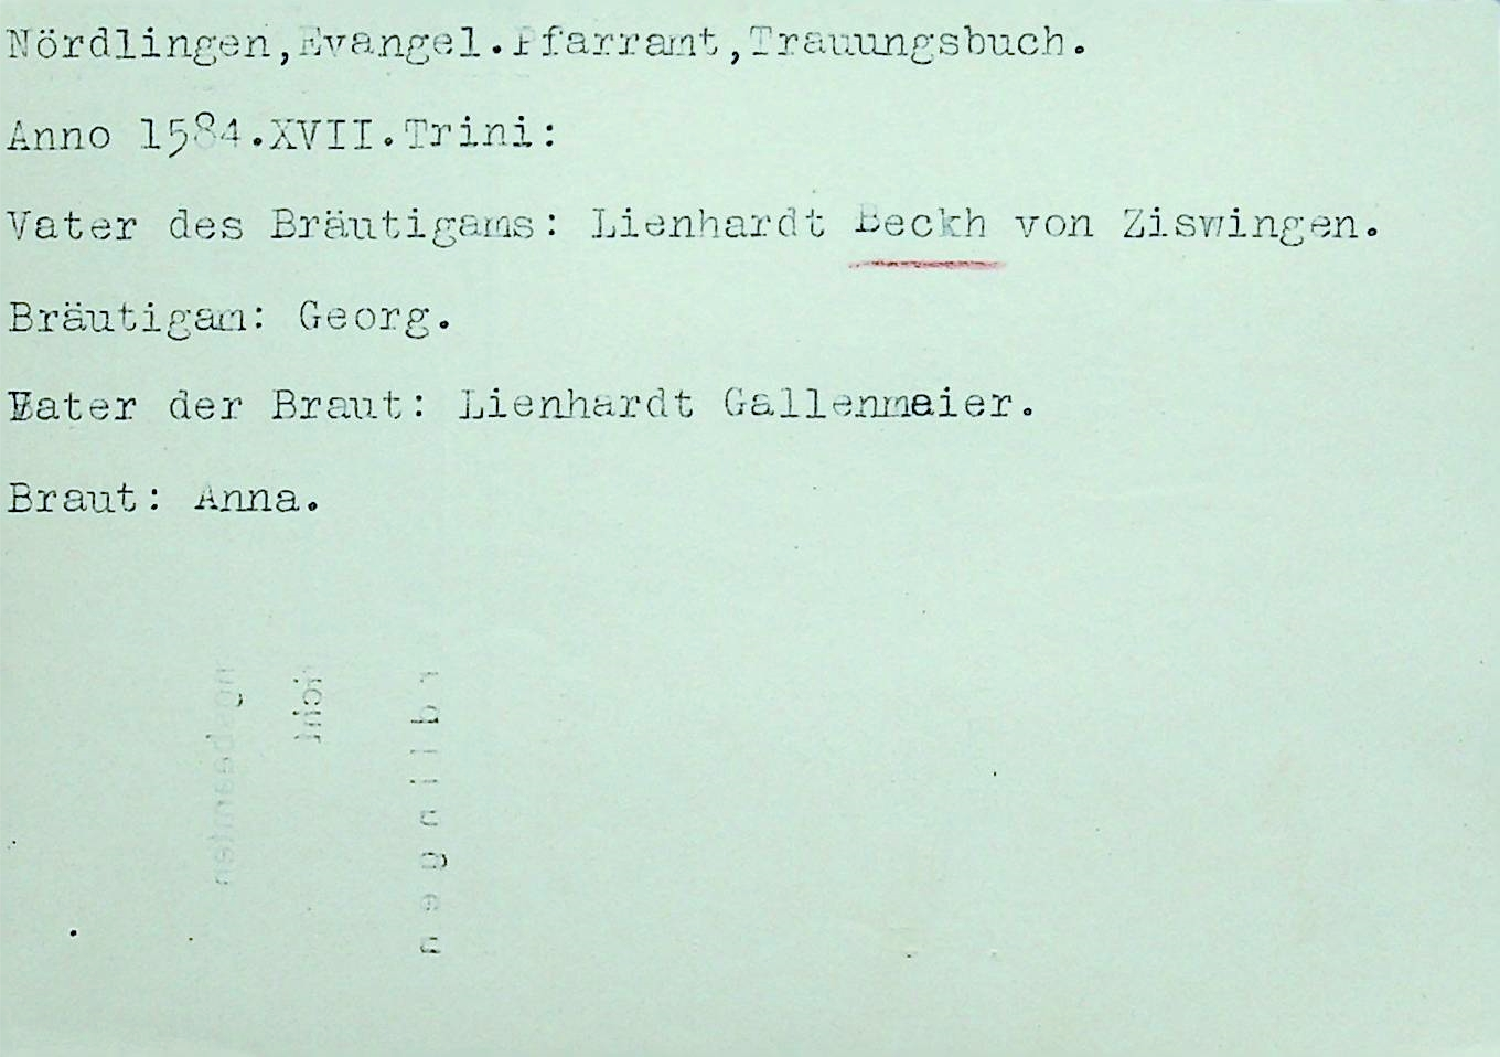 Nördlingen,Evangel.Pfarramt,Trauungsbuch.
Anno 1584.XVII.Trini:
Vater des Bräutigams: Lienhardt Beckh von Ziswingen.
Bräutigam: Georg.
Vater der Braut: Lienhardt Gallenmaier.
Braut: Anna.